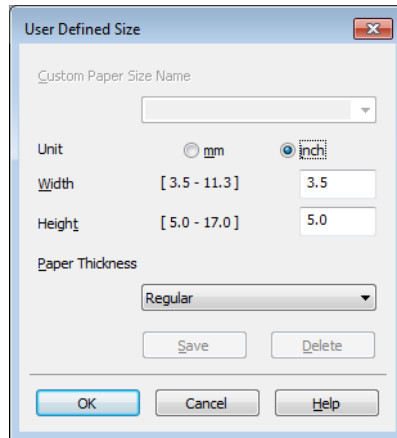 User Defined Size
Custom Paper Size Name
Unit mm inch
Width [ 3.5 - 11.3 ] 3.5
Height [ 5.0 - 17.0 ] 5.0
Paper Thickness
Regular
Save Delete
OK Cancel Help